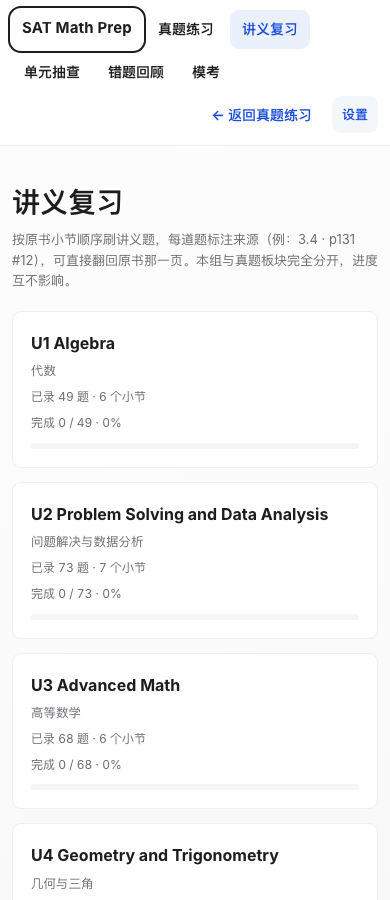 SAT Math Prep 真题练习 讲义复习
单元抽查 错题回顾 模考
← 返回真题练习 设置
讲义复习
按原书小节顺序刷讲义题，每道题标注来源（例：3.4 · p131
#12），可直接翻回原书那一页。本组与真题板块完全分开，进度
互不影响。
U1 Algebra
代数
已录 49 题 · 6 个小节
完成 0 / 49 · 0%
U2 Problem Solving and Data Analysis
问题解决与数据分析
已录 73 题 · 7 个小节
完成 0 / 73 · 0%
U3 Advanced Math
高等数学
已录 68 题 · 6 个小节
完成 0 / 68 · 0%
U4 Geometry and Trigonometry
几何与三角